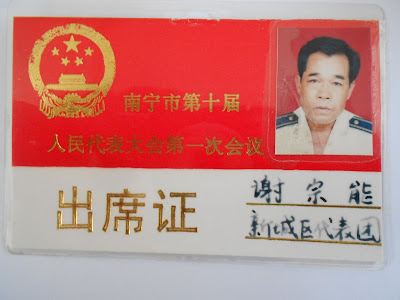 南宁市第十届
人民代表大会第一次会议
出席证
谢宗能
新城区代表团